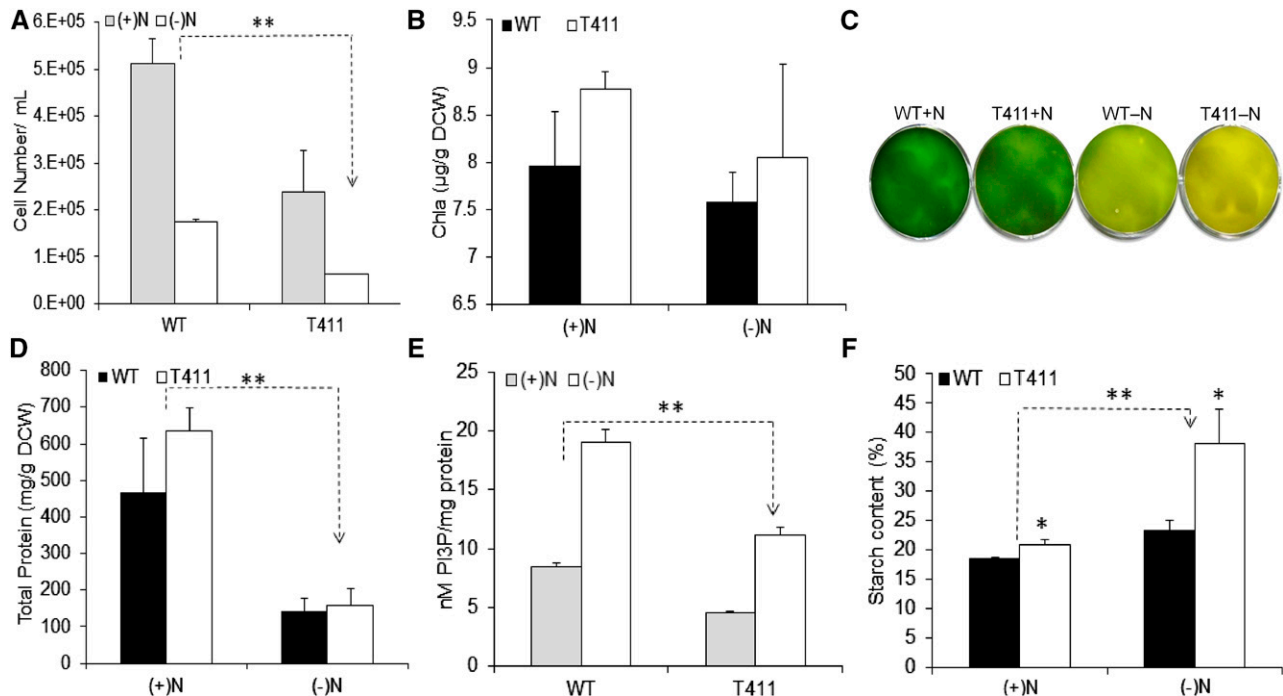 A
(+)N (-)N
**
Cell Number/ mL
6.E+05
5.E+05
4.E+05
3.E+05
2.E+05
1.E+05
0.E+00
WT T411
B
WT T411
Chla (µg/g DCW)
9.5
9
8.5
8
7.5
7
6.5
(+)N (-)N
C
WT+N T411+N WT–N T411–N
D
WT T411
**
Total Protein (mg/g DCW)
800
700
600
500
400
300
200
100
0
(+)N (-)N
E
(+)N (-)N
**
nM PI3P/mg protein
25
20
15
10
5
0
WT T411
F
WT T411
**
*
*
Starch content (%)
50
45
40
35
30
25
20
15
10
5
0
(+)N (-)N